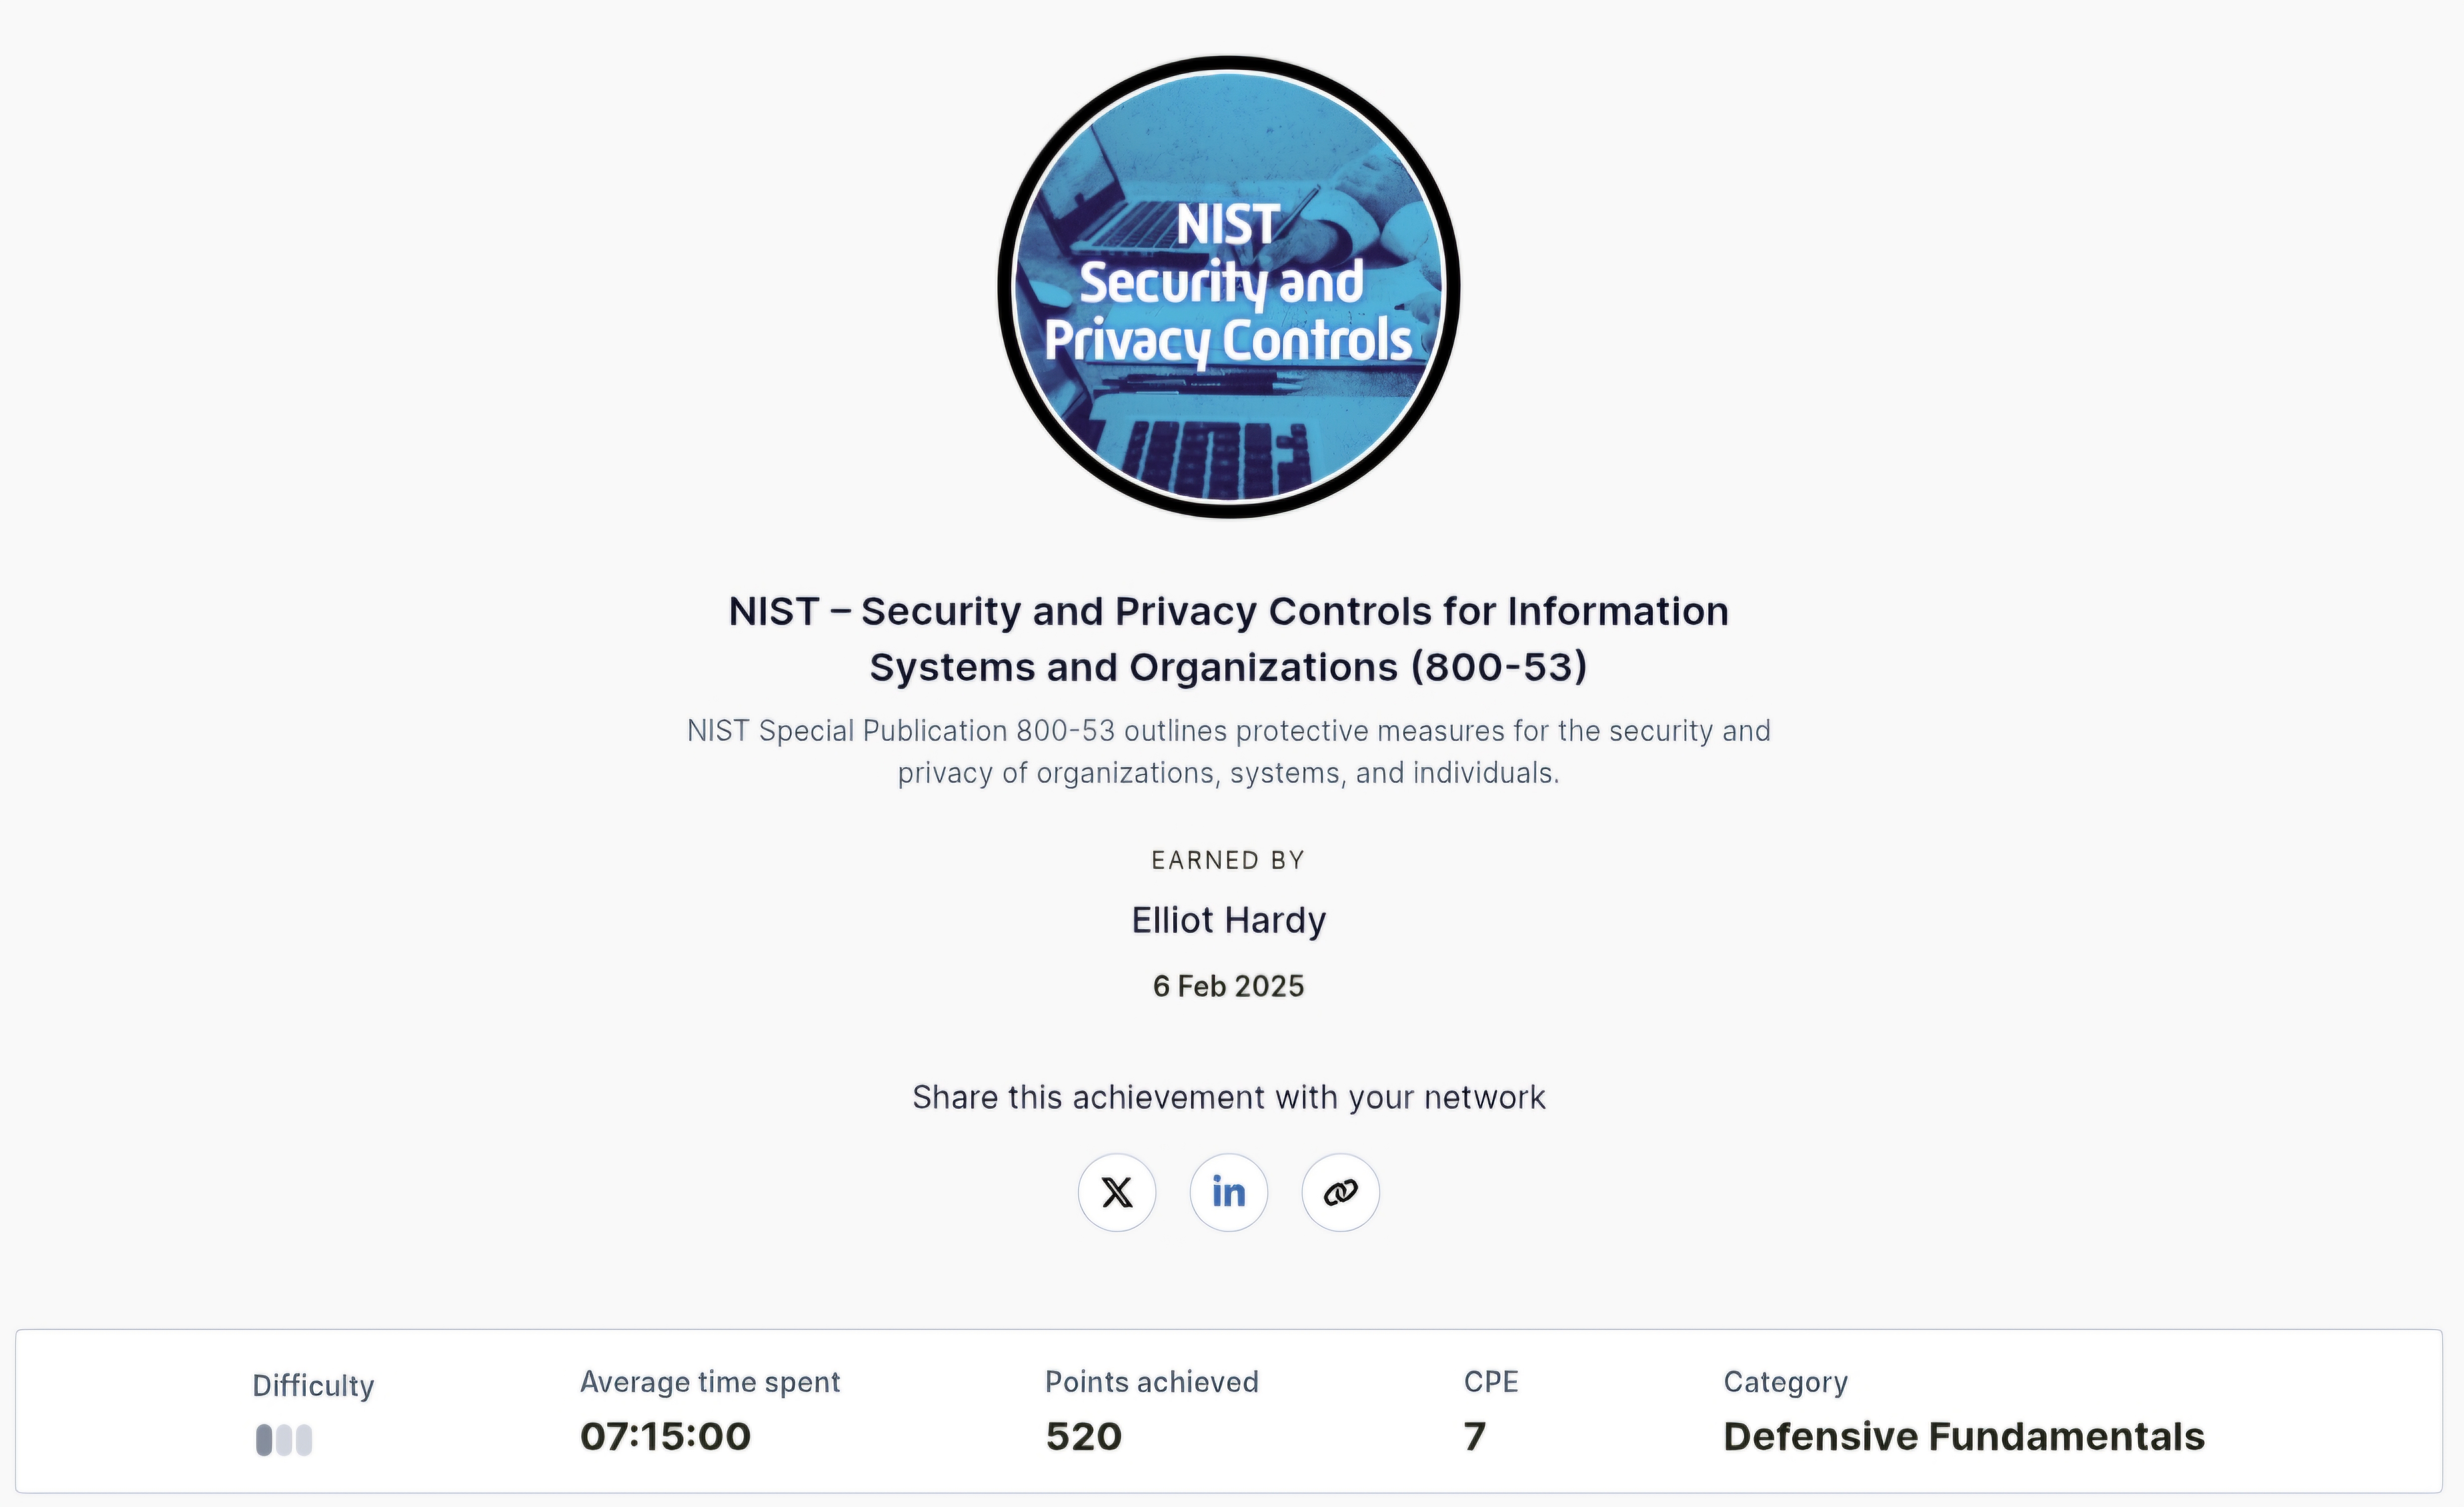 NIST
Security and
Privacy Controls
NIST – Security and Privacy Controls for Information
Systems and Organizations (800-53)
NIST Special Publication 800-53 outlines protective measures for the security and
privacy of organizations, systems, and individuals.
EARNED BY
Elliot Hardy
6 Feb 2025
Share this achievement with your network
X in
Difficulty Average time spent Points achieved CPE Category
07:15:00 520 7 Defensive Fundamentals